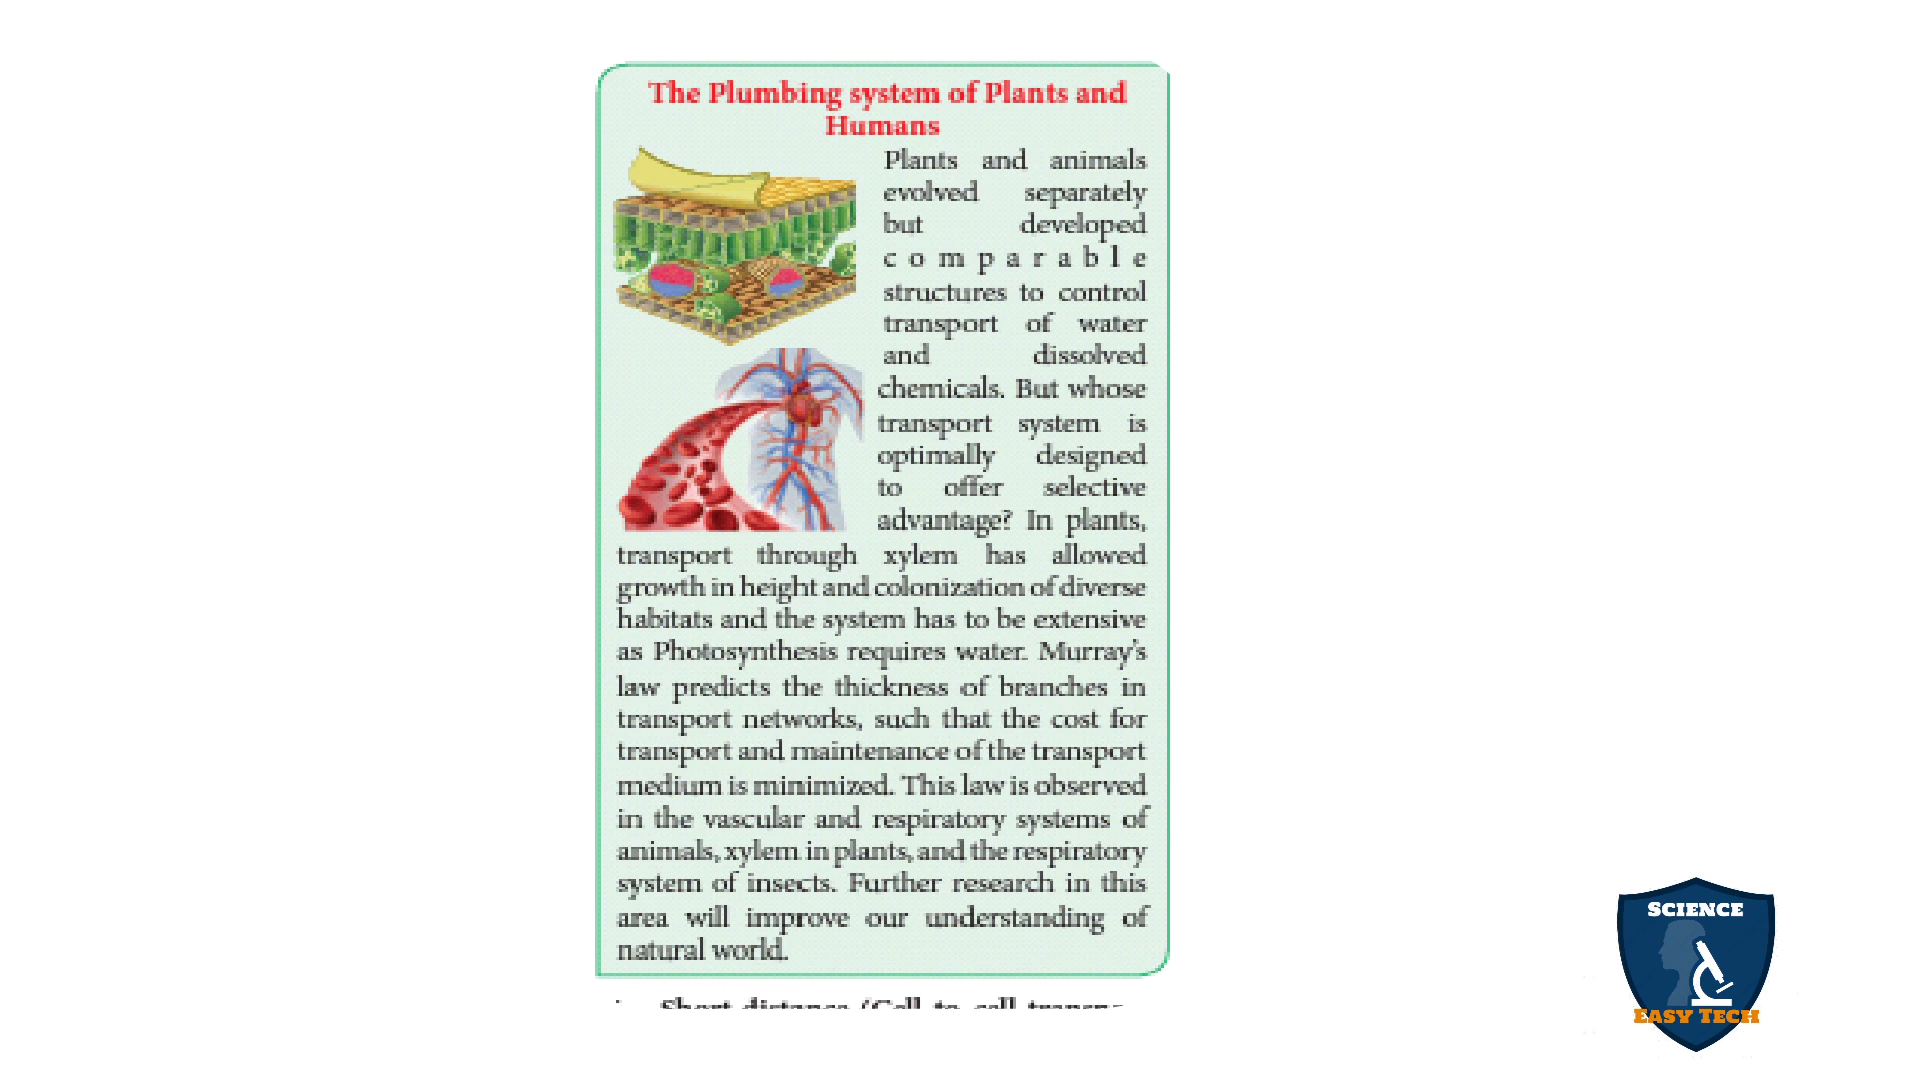 The Plumbing system of Plants and
Humans
Plants and animals
evolved separately
but developed
comparable
structures to control
transport of water
and dissolved
chemicals. But whose
transport system is
optimally designed
to offer selective
advantage? In plants,
transport through xylem has allowed
growth in height and colonization of diverse
habitats and the system has to be extensive
as Photosynthesis requires water. Murray's
law predicts the thickness of branches in
transport networks, such that the cost for
transport and maintenance of the transport
medium is minimized. This law is observed
in the vascular and respiratory systems of
animals, xylem in plants, and the respiratory
system of insects. Further research in this
area will improve our understanding of
natural world.
Short distance (Cell to cell
SCIENCE
EASY TECH